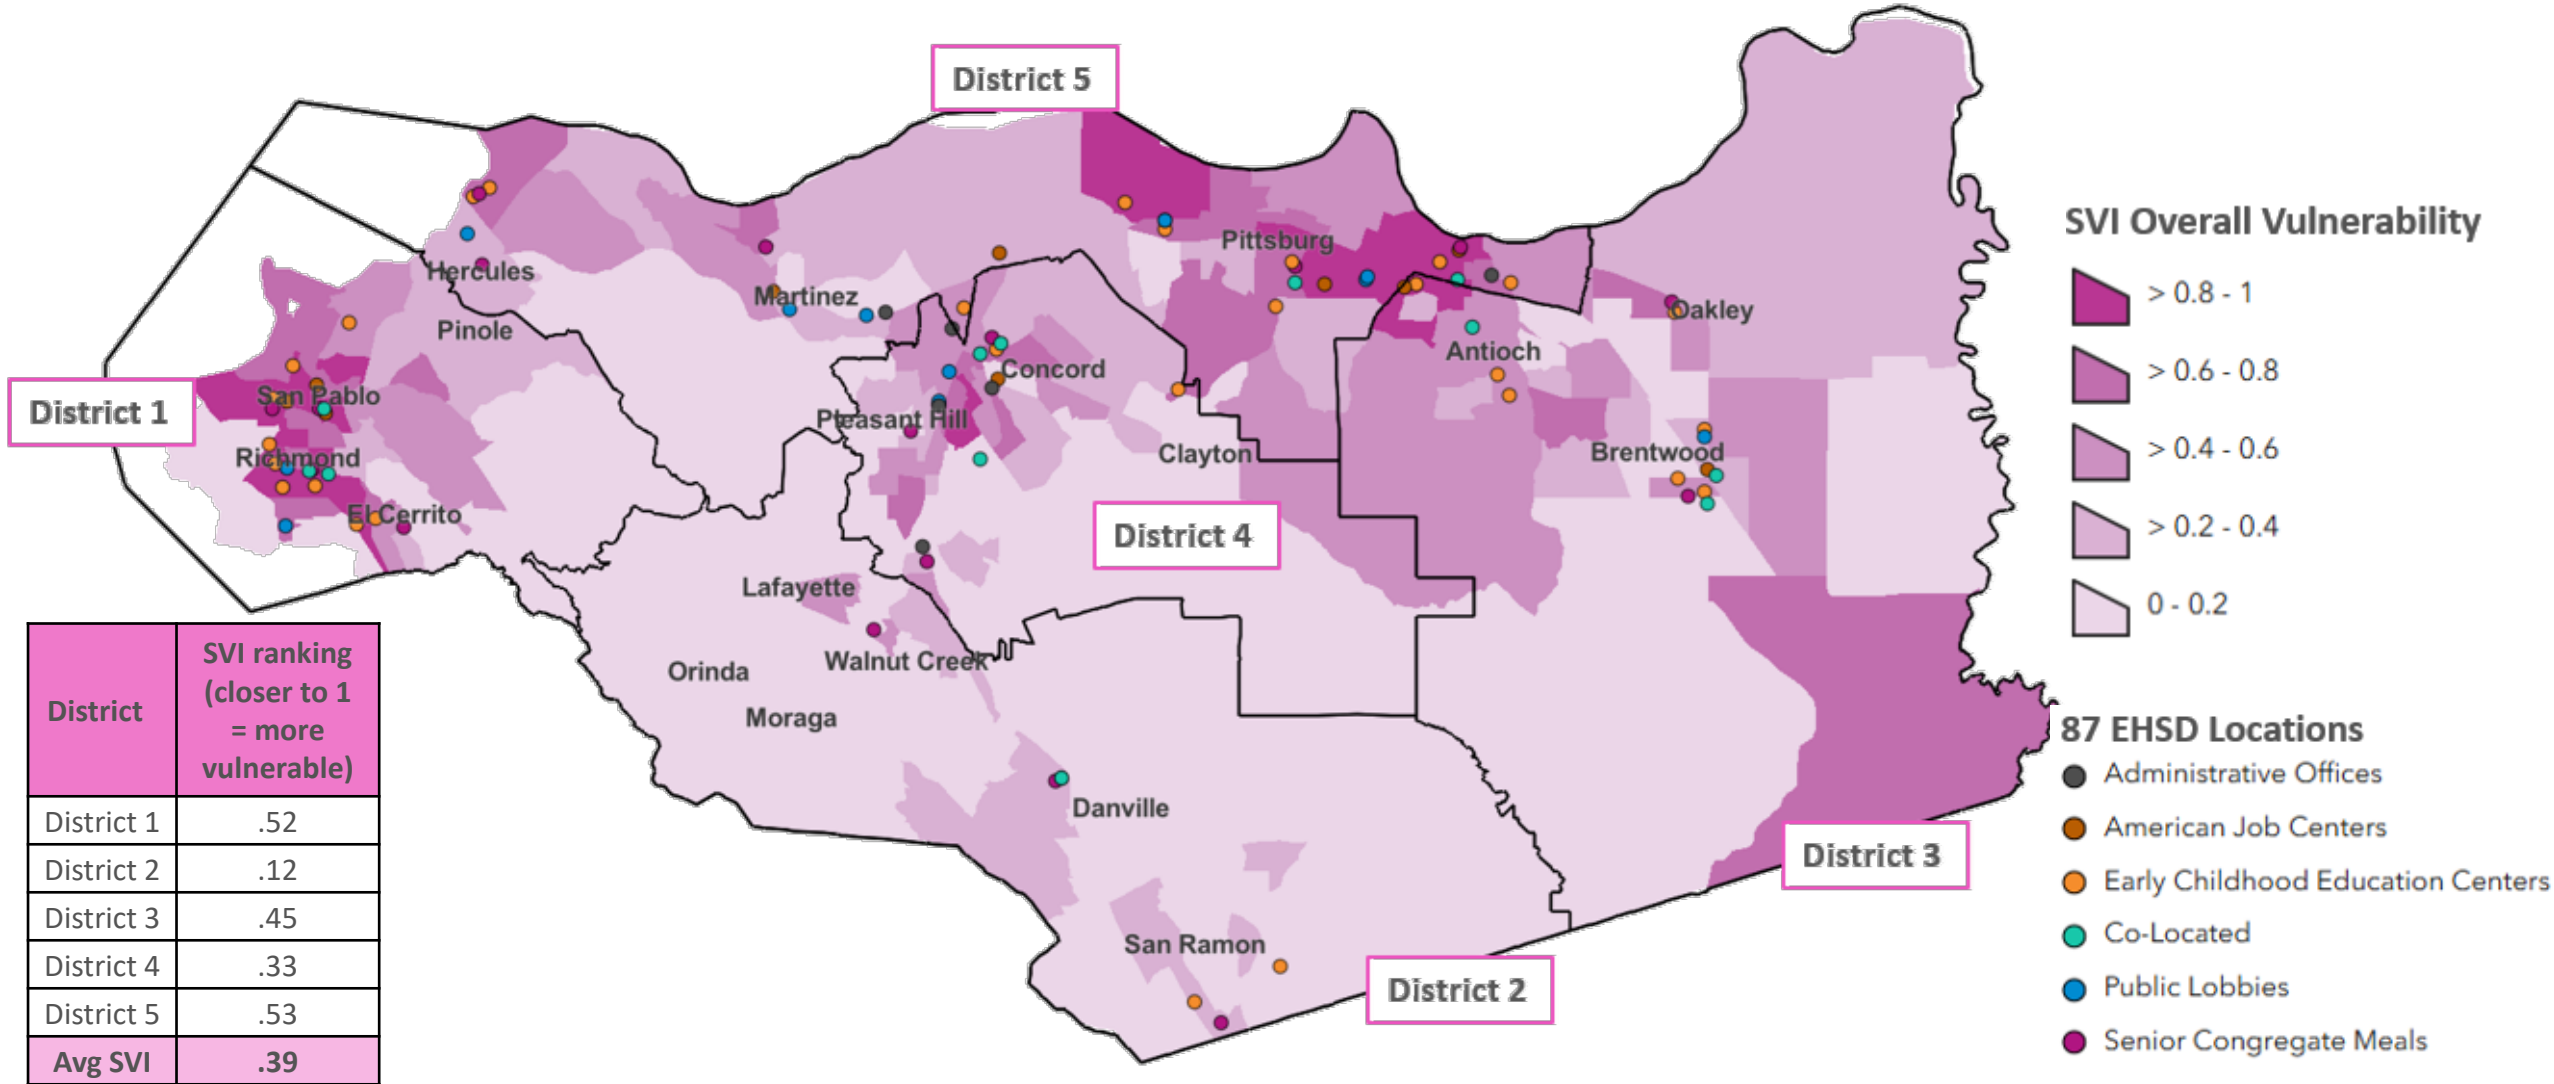 District 5
District 1
District 4
District 3
District 2
Hercules
Pinole
Martinez
Pittsburg
Oakley
Antioch
San Pablo
Concord
Pleasant Hill
Richmond
Clayton
Brentwood
El Cerrito
Lafayette
Orinda
Walnut Creek
Moraga
Danville
San Ramon
SVI Overall Vulnerability
> 0.8 - 1
> 0.6 - 0.8
> 0.4 - 0.6
> 0.2 - 0.4
0 - 0.2
87 EHSD Locations
Administrative Offices
American Job Centers
Early Childhood Education Centers
Co-Located
Public Lobbies
Senior Congregate Meals
District
SVI ranking
(closer to 1
= more
vulnerable)
District 1 .52
District 2 .12
District 3 .45
District 4 .33
District 5 .53
Avg SVI .39